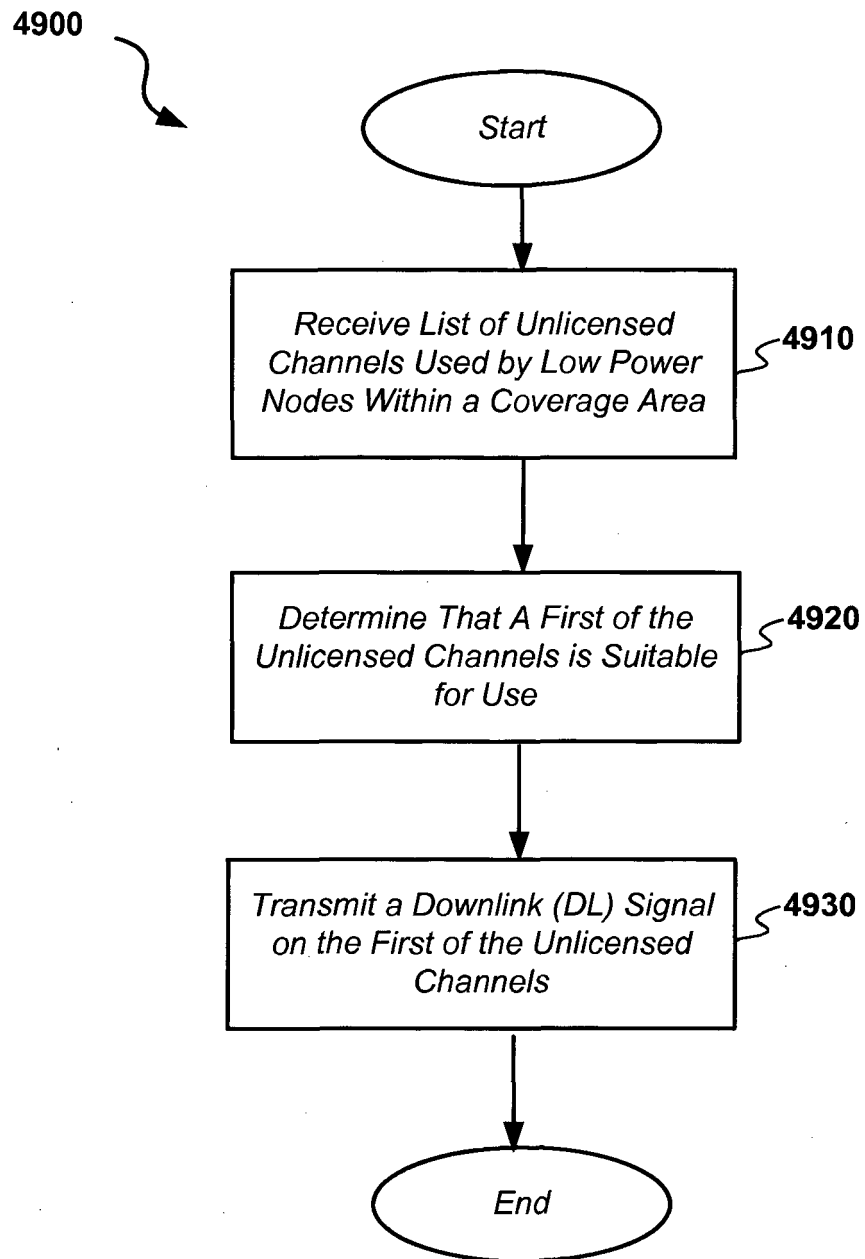 4900
Start
Receive List of Unlicensed
Channels Used by Low Power
Nodes Within a Coverage Area
4910
Determine That A First of the
Unlicensed Channels is Suitable
for Use
4920
Transmit a Downlink (DL) Signal
on the First of the Unlicensed
Channels
4930
End